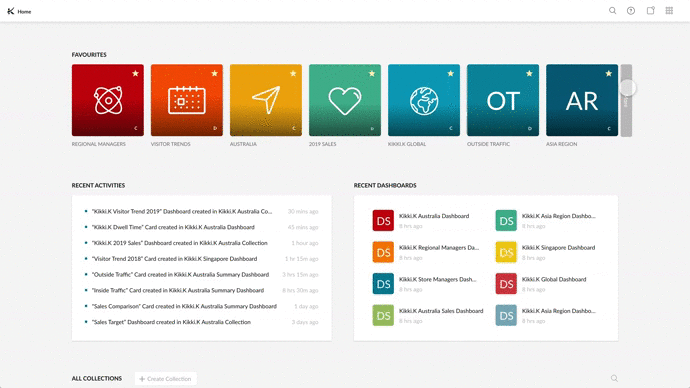 Home
FAVOURITES
C
D
C
D
C
OT
D
AR
C
REGIONAL MANAGERS
VISITOR TRENDS
AUSTRALIA
2019 SALES
KIKKI.K GLOBAL
OUTSIDE TRAFFIC
ASIA REGION
RECENT ACTIVITIES
"Kikki.K Visitor Trend 2019" Dashboard created in Kikki.K Australia Co... 30 mins ago
"Kikki.K Dwell Time" Card created in Kikki.K Australia Dashboard 45 mins ago
"Kikki.K 2019 Sales" Dashboard created in Kikki.K Australia Collection 1 hour ago
"Visitor Trend 2018" Card created in Kikki.K Singapore Dashboard 1 hr 15m ago
"Outside Traffic" Card created in Kikki.K Australia Summary Dashboard 3 hrs 15m ago
"Inside Traffic" Card created in Kikki.K Australia Summary Dashboard 8 hrs 30m ago
"Sales Comparison" Card created in Kikki.K Australia Dashboard 1 day ago
"Sales Target" Dashboard created in Kikki.K Australia Collection 3 days ago
RECENT DASHBOARDS
DS Kikki.K Australia Dashboard
8 hrs ago
DS Kikki.K Asia Region Dashbo...
8 hrs ago
DS Kikki.K Regional Managers Da...
8 hrs ago
DS Kikki.K Singapore Dashboard
8 hrs ago
DS Kikki.K Store Managers Dash...
8 hrs ago
DS Kikki.K Global Dashboard
8 hrs ago
DS Kikki.K Australia Sales Dashboard
8 hrs ago
DS Kikki.K Asia Region Dashbo...
8 hrs ago
ALL COLLECTIONS
+ Create Collection